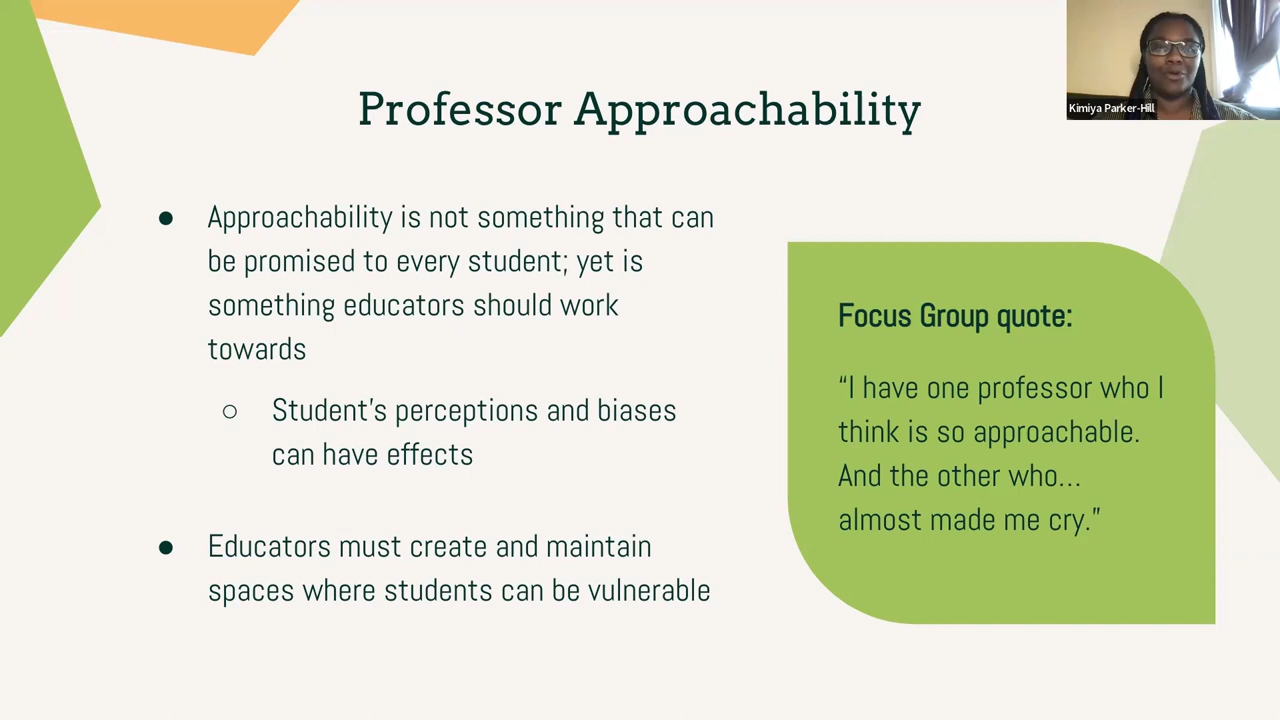 Kimiya Parker-Hill
Professor Approachability
● Approachability is not something that can
be promised to every student; yet is
something educators should work
towards
○ Student's perceptions and biases
can have effects
● Educators must create and maintain
spaces where students can be vulnerable
Focus Group quote:
“I have one professor who I
think is so approachable.
And the other who...
almost made me cry.”